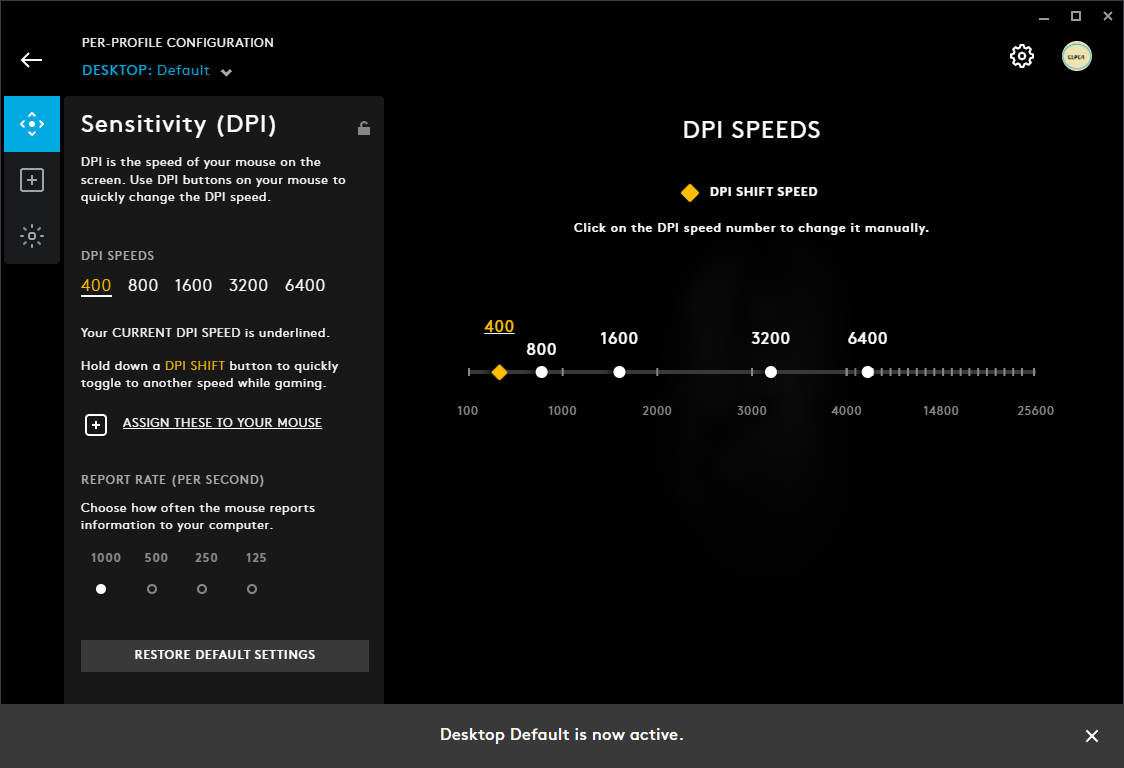 PER-PROFILE CONFIGURATION
DESKTOP: Default
Sensitivity (DPI)
DPI is the speed of your mouse on the
screen. Use DPI buttons on your mouse to
quickly change the DPI speed.
DPI SPEEDS
400 800 1600 3200 6400
Your CURRENT DPI SPEED is underlined.
Hold down a DPI SHIFT button to quickly
toggle to another speed while gaming.
ASSIGN THESE TO YOUR MOUSE
REPORT RATE (PER SECOND)
Choose how often the mouse reports
information to your computer.
1000 500 250 125
RESTORE DEFAULT SETTINGS
DPI SPEEDS
DPI SHIFT SPEED
Click on the DPI speed number to change it manually.
400 800 1600 3200 6400
100 1000 2000 3000 4000 14800 25600
Desktop Default is now active.